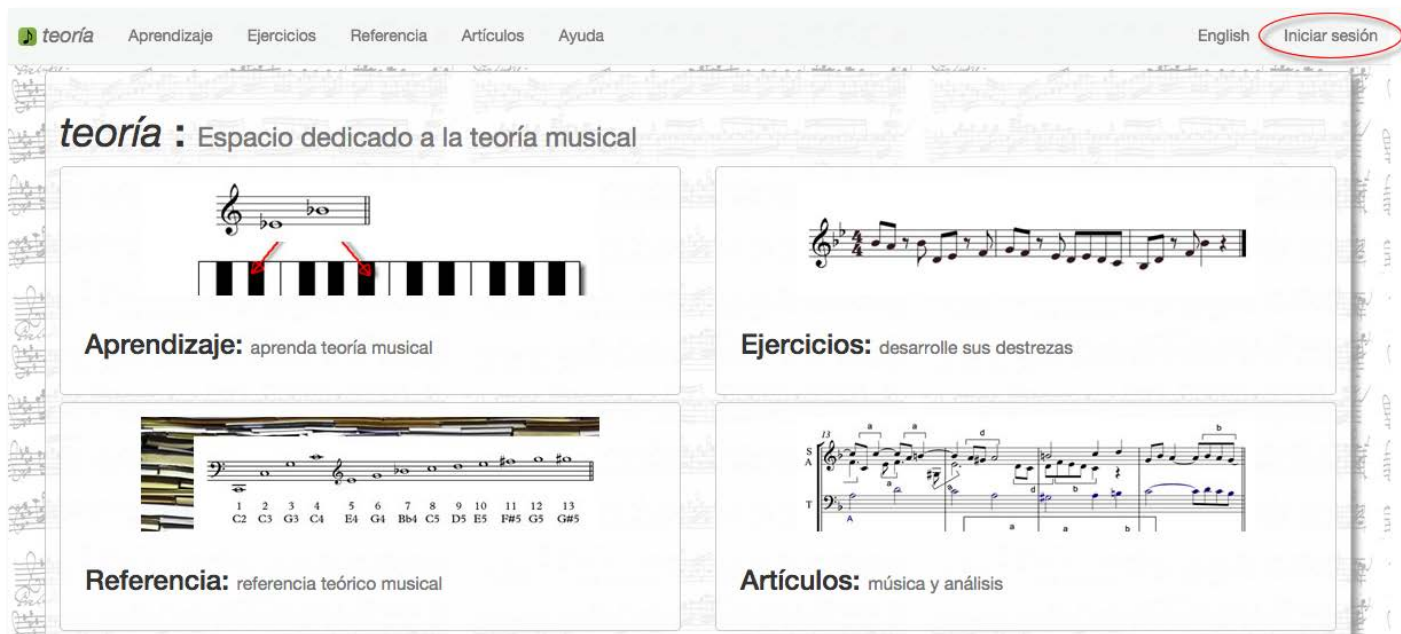 teoría Aprendizaje Ejercicios Referencia Artículos Ayuda English Iniciar sesión
teoría : Espacio dedicado a la teoría musical
Aprendizaje: aprenda teoría musical
Ejercicios: desarrolle sus destrezas
1 2 3 4 5 6 7 8 9 10 11 12 13
C2 C3 G3 C4 E4 G4 Bb4 C5 D5 E5 F#5 G5 G#5
Referencia: referencia teórico musical
13 a a d b
S
A
a a d b
T
A
a a b
Artículos: música y análisis